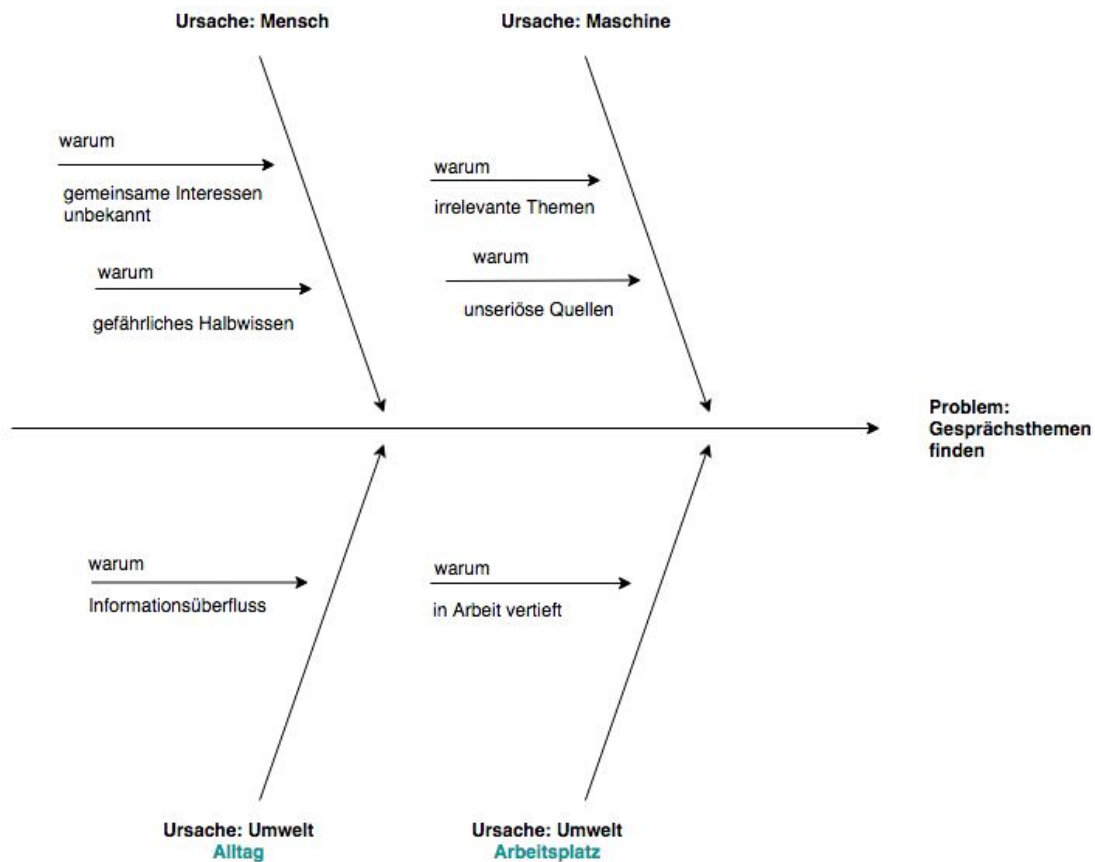 Ursache: Mensch
Ursache: Maschine
warum
gemeinsame Interessen
unbekannt
warum
gefährliches Halbwissen
warum
irrelevante Themen
warum
unseriöse Quellen
Problem:
Gesprächsthemen
finden
warum
Informationsüberfluss
warum
in Arbeit vertieft
Ursache: Umwelt
Alltag
Ursache: Umwelt
Arbeitsplatz